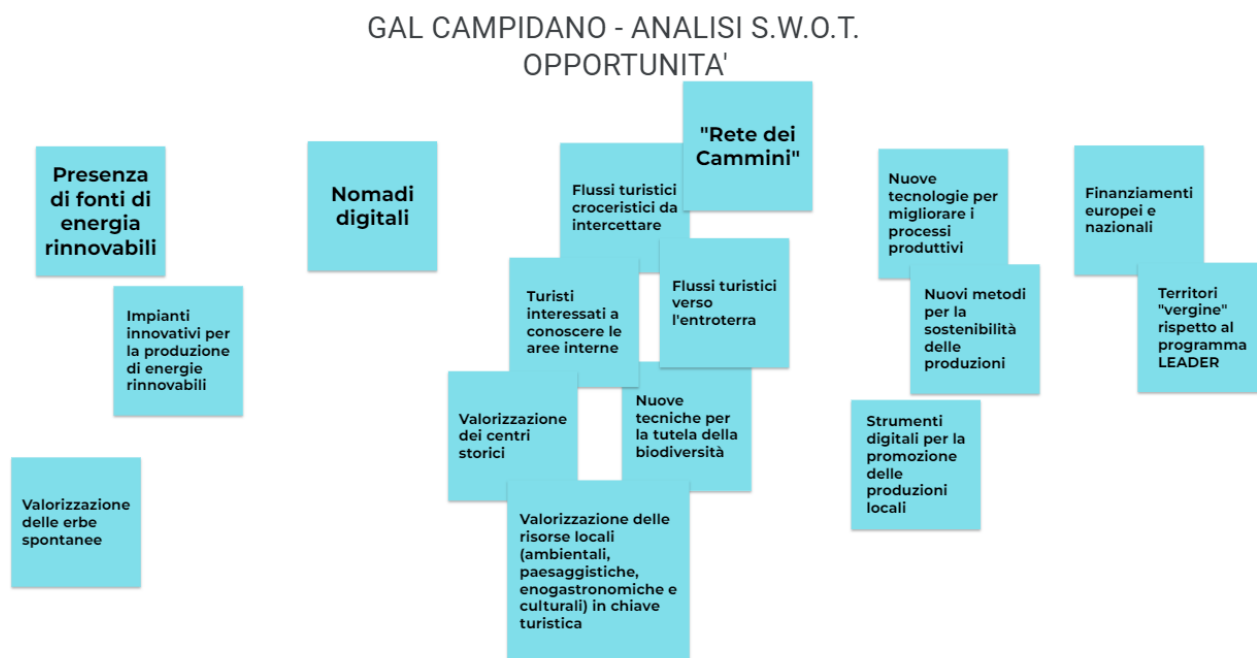 GAL CAMPIDANO - ANALISI S.W.O.T.
OPPORTUNITA'
Presenza
di fonti di
energia
rinnovabili
Impianti
innovativi per
la produzione
di energie
rinnovabili
Valorizzazione
delle erbe
spontanee
Nomadi
digitali
"Rete dei
Cammini"
Flussi turistici
croceristici da
intercettare
Turisti
interessati a
conoscere le
aree interne
Flussi turistici
verso
l'entroterra
Valorizzazione
dei centri
storici
Nuove
tecniche per
la tutela della
biodiversità
Valorizzazione delle
risorse locali
(ambientali,
paesaggistiche,
enogastronomiche e
culturali) in chiave
turistica
Nuove
tecnologie per
migliorare i
processi
produttivi
Nuovi metodi
per la
sostenibilità
delle
produzioni
Strumenti
digitali per la
promozione
delle
produzioni
locali
Finanziamenti
europei e
nazionali
Territori
"vergine"
rispetto al
programma
LEADER